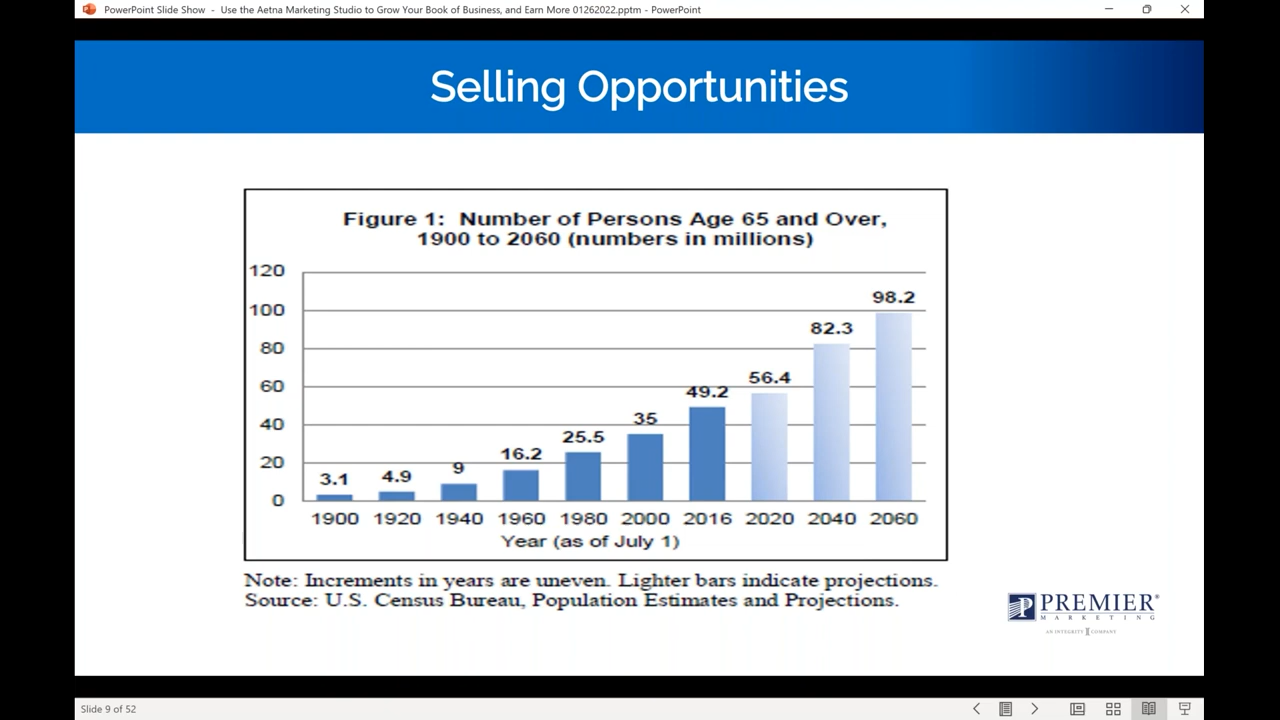 PowerPoint Slide Show - Use the Aetna Marketing Studio to Grow Your Book of Business, and Earn More 01262022.pptm - PowerPoint
Selling Opportunities
Figure 1: Number of Persons Age 65 and Over,
1900 to 2060 (numbers in millions)
120
100
80
60
40
20
0
3.1
4.9
9
16.2
25.5
35
49.2
56.4
82.3
98.2
1900 1920 1940 1960 1980 2000 2016 2020 2040 2060
Year (as of July 1)
Note: Increments in years are uneven. Lighter bars indicate projections.
Source: U.S. Census Bureau, Population Estimates and Projections.
PREMIER®
MARKETING
AN INTEGRITY COMPANY
Slide 9 of 52